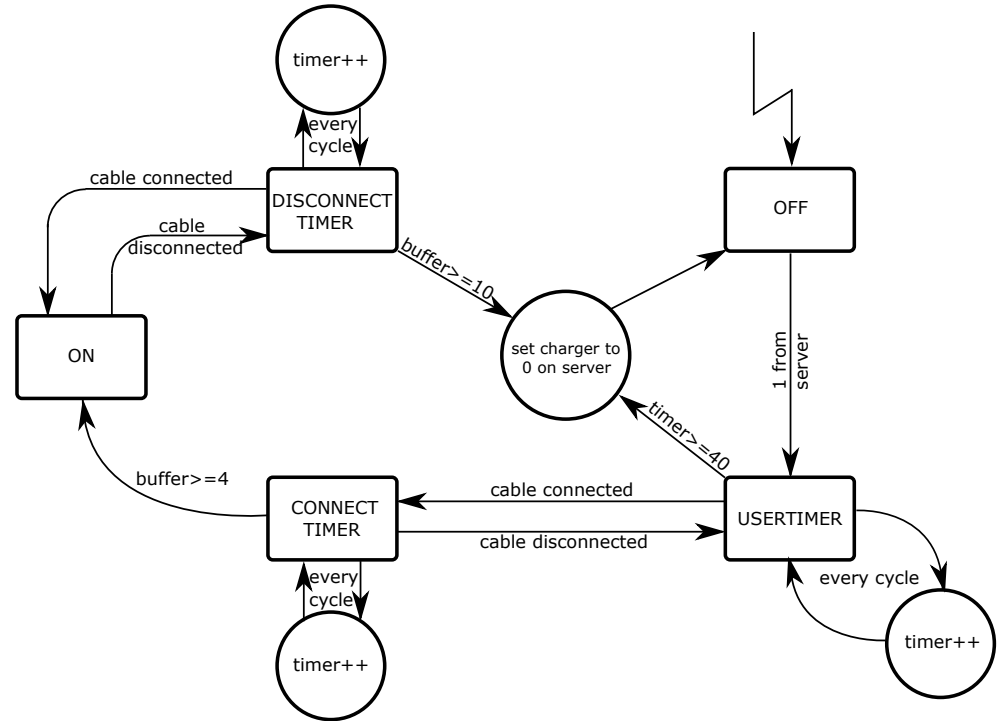 timer++
every
cycle
cable connected
DISCONNECT
TIMER
cable
disconnected
OFF
buffer>=10
ON
set charger to
0 on server
1 from
server
timer>=40
buffer>=4
CONNECT
TIMER
cable connected
cable disconnected
USERTIMER
every
cycle
every cycle
timer++
timer++